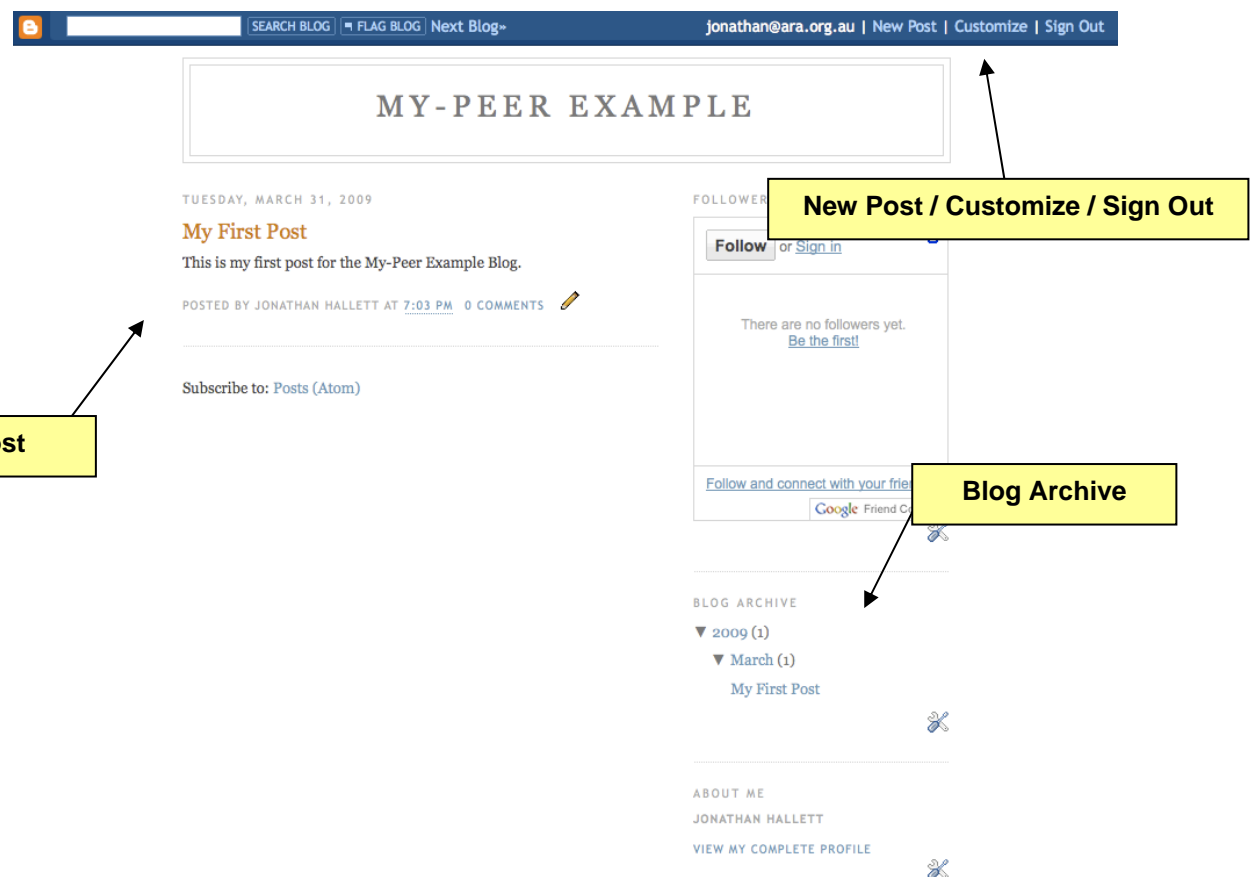 SEARCH BLOG FLAG BLOG Next Blog»
jonathan@ara.org.au | New Post | Customize | Sign Out
MY-PEER EXAMPLE
New Post / Customize / Sign Out
TUESDAY, MARCH 31, 2009
My First Post
This is my first post for the My-Peer Example Blog.
POSTED BY JONATHAN HALLETT AT 7:03 PM 0 COMMENTS
Subscribe to: Posts (Atom)
FOLLOWER
Follow or Sign in
There are no followers yet.
Be the first!
Follow and connect with your
Google Friend
Blog Archive
BLOG ARCHIVE
▼ 2009 (1)
▼ March (1)
My First Post
ABOUT ME
JONATHAN HALLETT
VIEW MY COMPLETE PROFILE